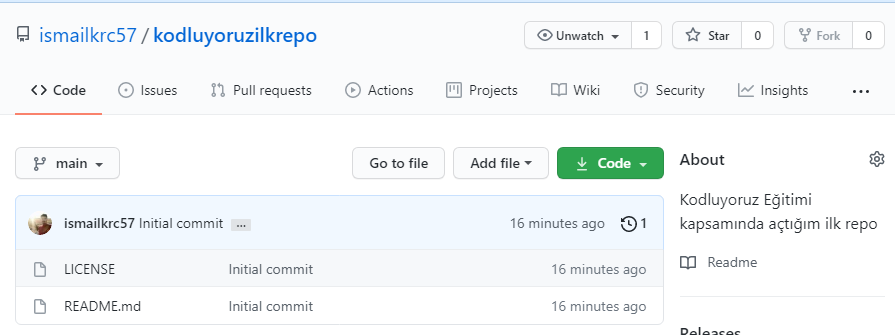 ismailkrc57 / kodluyoruzilkrepo
Unwatch 1 Star 0 Fork 0
Code Issues Pull requests Actions Projects Wiki Security Insights ...
main Go to file Add file Code
ismailkrc57 Initial commit ... 16 minutes ago 1
LICENSE Initial commit 16 minutes ago
README.md Initial commit 16 minutes ago
About
Kodluyoruz Eğitimi
kapsamında açtığım ilk repo
Readme
Releases